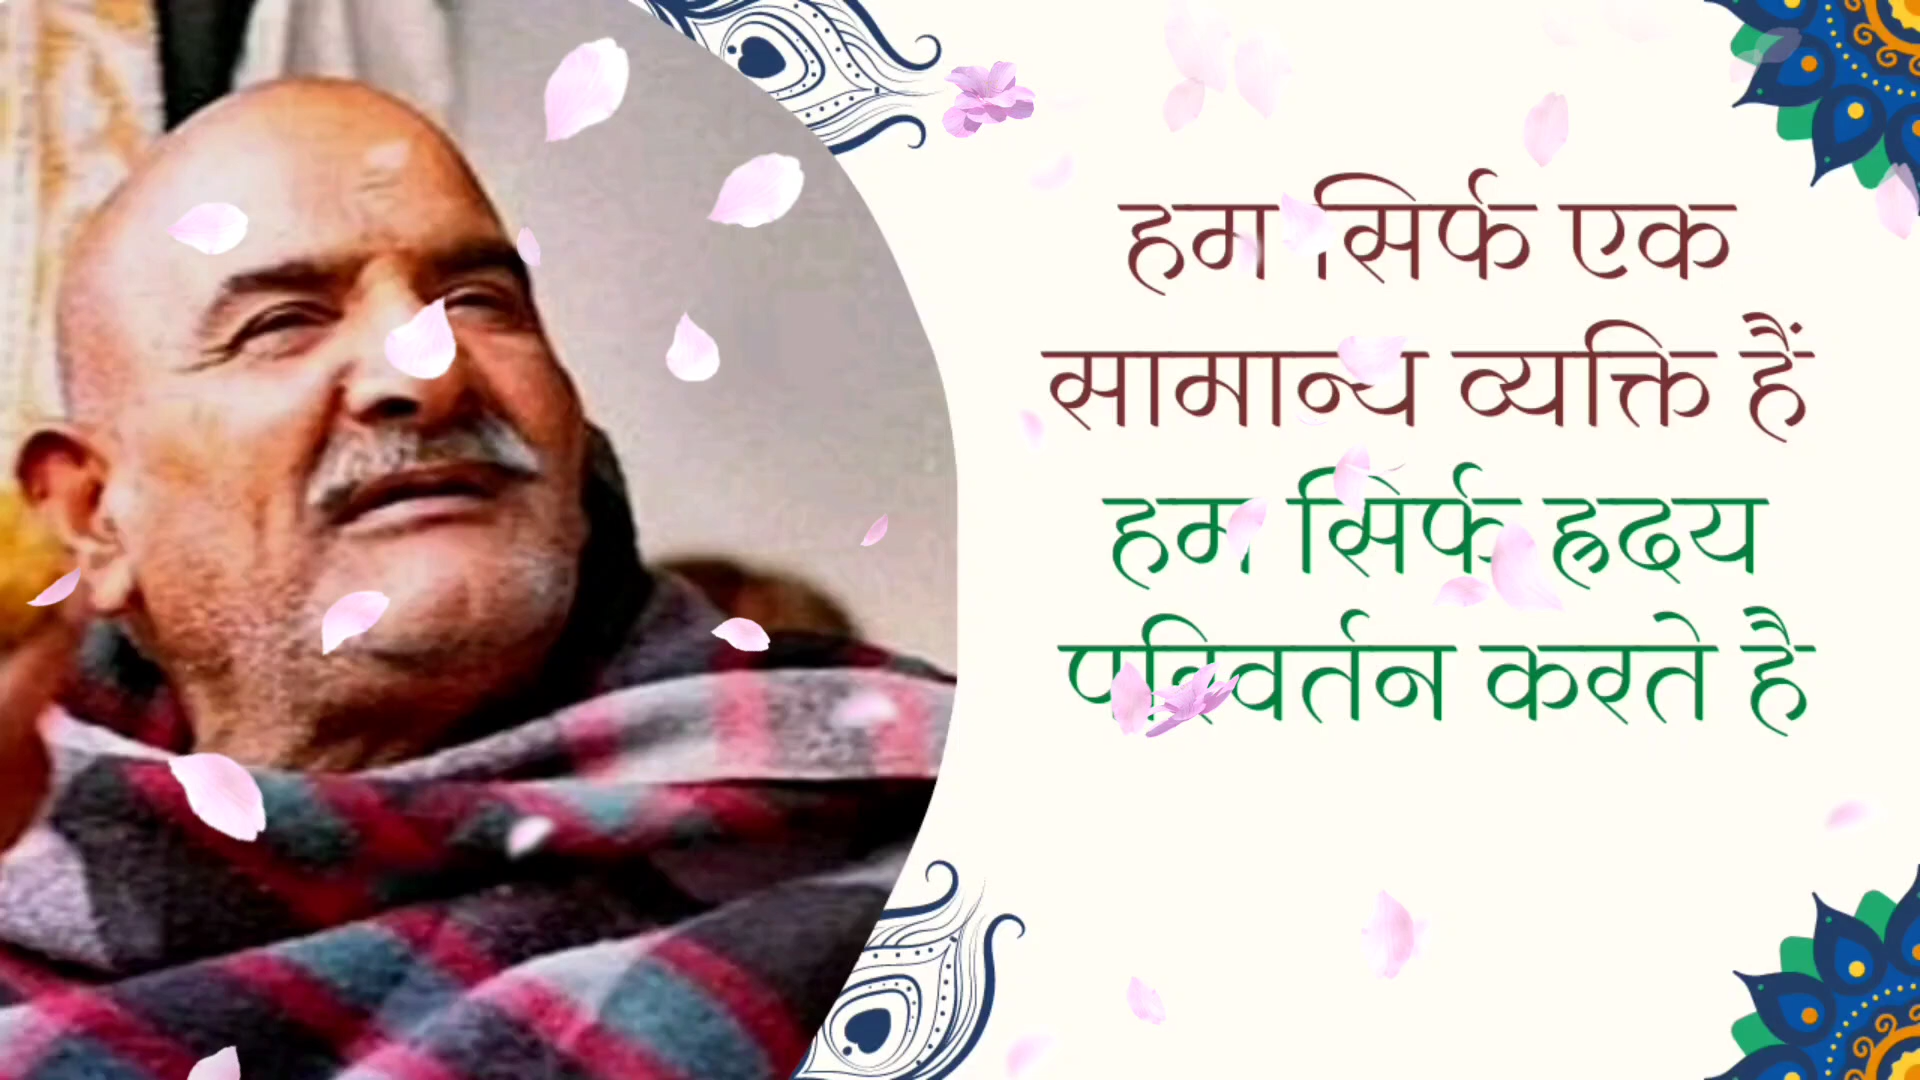 हम सिर्फ एक
सामान्य व्यक्ति हैं
हम सिर्फ ह्रदय
परिवर्तन करते है